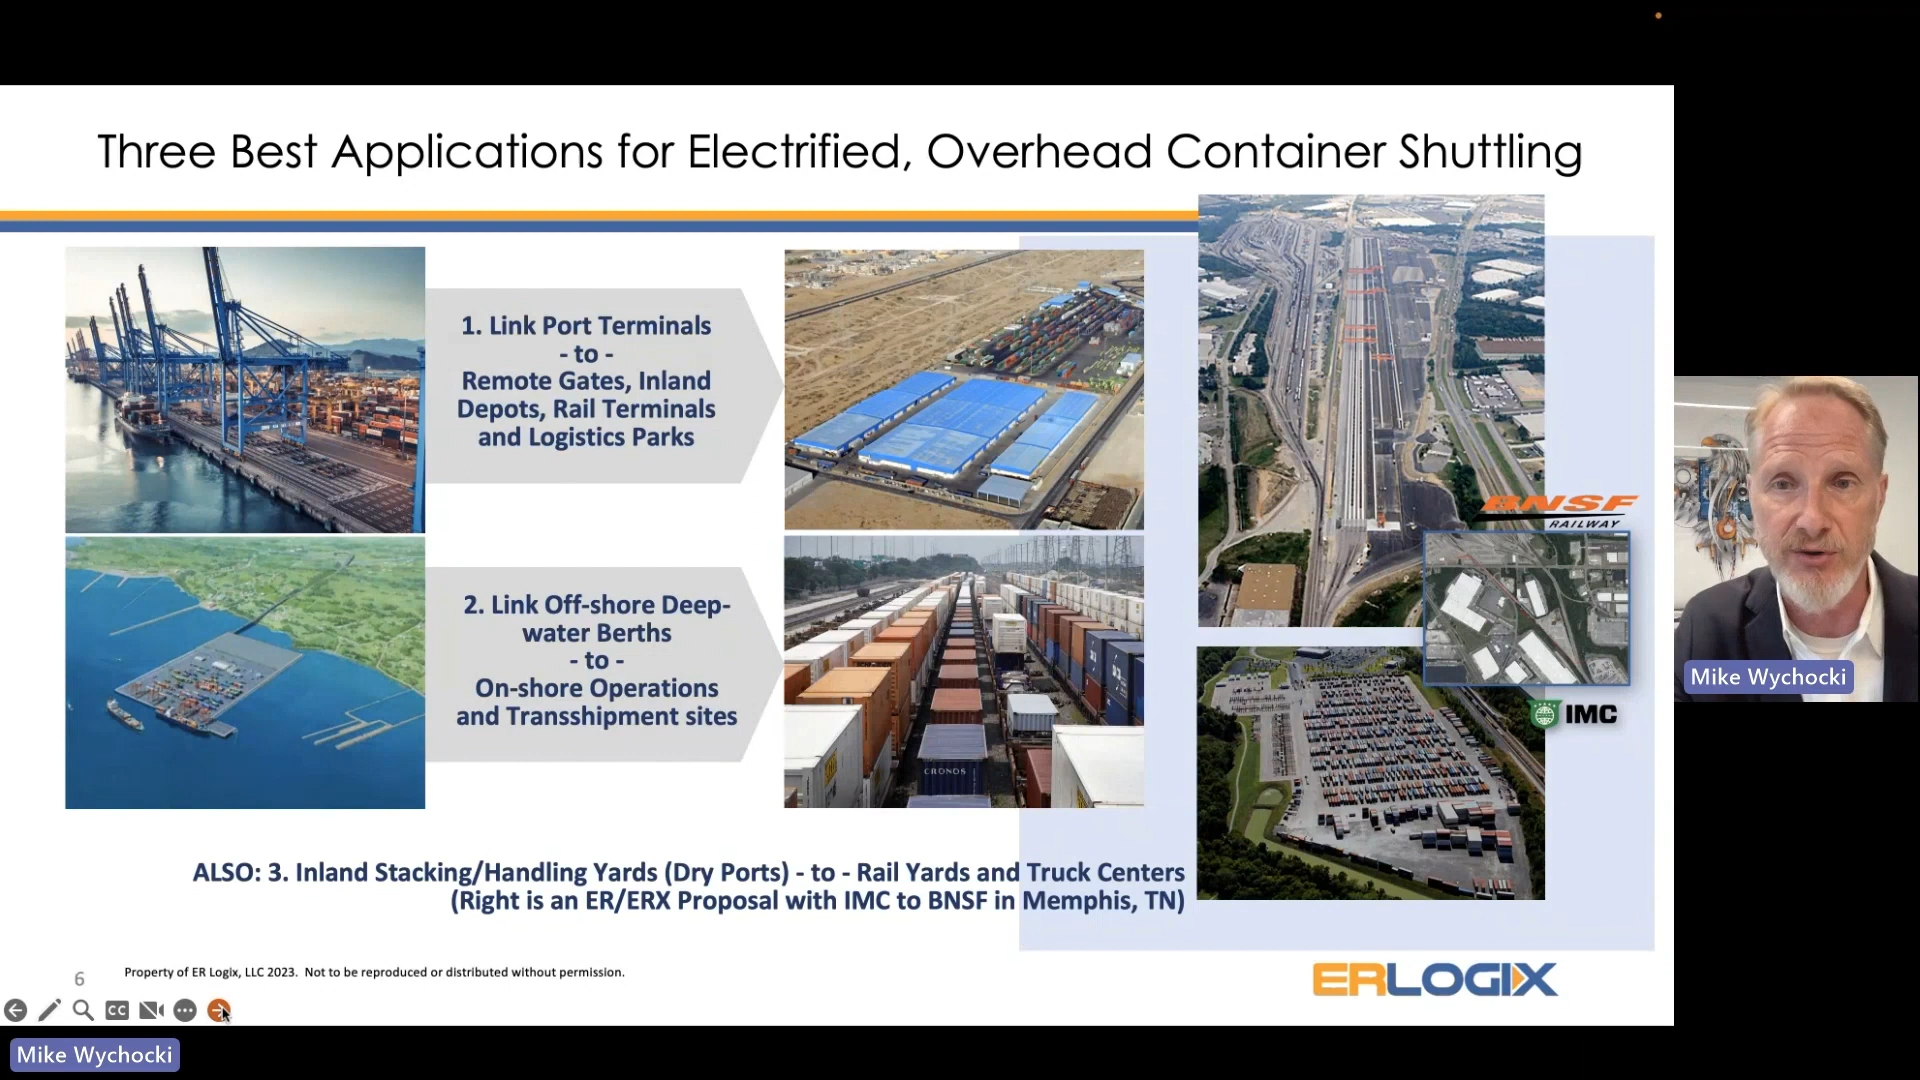 Three Best Applications for Electrified, Overhead Container Shuttling
1. Link Port Terminals
- to -
Remote Gates, Inland
Depots, Rail Terminals
and Logistics Parks
2. Link Off-shore Deep-
water Berths
- to -
On-shore Operations
and Transshipment sites
CRONOS
BNSF
RAILWAY
IMC
ALSO: 3. Inland Stacking/Handling Yards (Dry Ports) - to - Rail Yards and Truck Centers
(Right is an ER/ERX Proposal with IMC to BNSF in Memphis, TN)
6
Property of ER Logix, LLC 2023. Not to be reproduced or distributed without permission.
ERLOGIX
CC
Mike Wychocki
Mike Wychocki